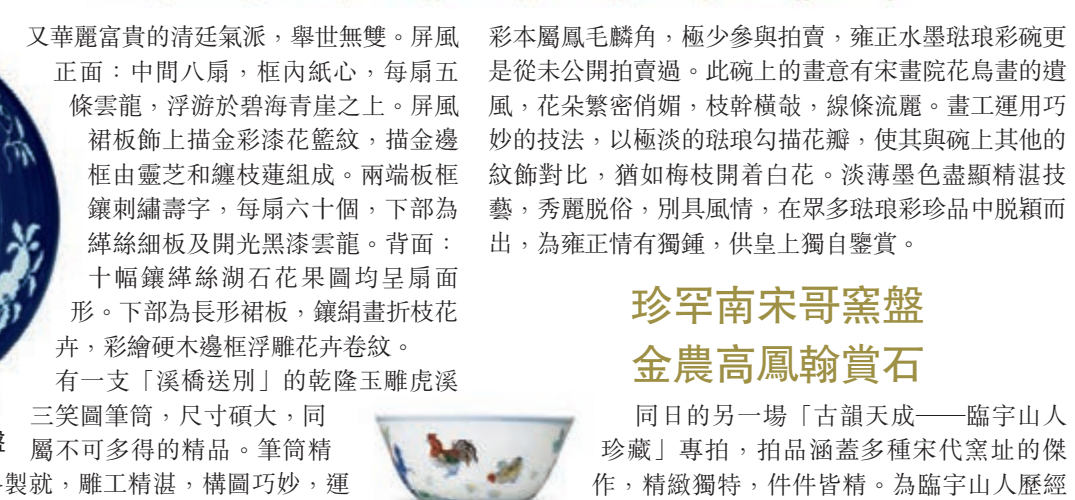 又華麗富貴的清廷氣派，舉世無雙。屏風
正面：中間八扇，框內紙心，每扇五
條雲龍，浮游於碧海青崖之上。屏風
裙板飾上描金彩漆花籃紋，描金邊
框由靈芝和纏枝蓮組成。兩端板框
鑲刺繡壽字，每扇六十個，下部為
緙絲細板及開光黑漆雲龍。背面：
十幅鑲緙絲湖石花果圖均呈扇面
形。下部為長形裙板，鑲絹畫折枝花
卉，彩繪硬木邊框浮雕花卉卷紋。
有一支「溪橋送別」的乾隆玉雕虎溪
三笑圖筆筒，尺寸碩大，同
屬不可多得的精品。筆筒精
製就，雕工精湛，構圖巧妙，運
彩本屬鳳毛麟角，極少參與拍賣，雍正水墨琺琅彩碗更
是從未公開拍賣過。此碗上的畫意有宋畫院花鳥畫的遺
風，花朵繁密俏媚，枝幹橫敧，線條流麗。畫工運用巧
妙的技法，以極淡的琺琅勾描花瓣，使其與碗上其他的
紋飾對比，猶如梅枝開着白花。淡薄墨色盡顯精湛技
藝，秀麗脱俗，別具風情，在眾多琺琅彩珍品中脱穎而
出，為雍正情有獨鍾，供皇上獨自鑒賞。
珍罕南宋哥窯盤
金農高鳳翰賞石
同日的另一場「古韻天成——臨宇山人
珍藏」專拍，拍品涵蓋多種宋代窯址的傑
作，精緻獨特，件件皆精。為臨宇山人歷經